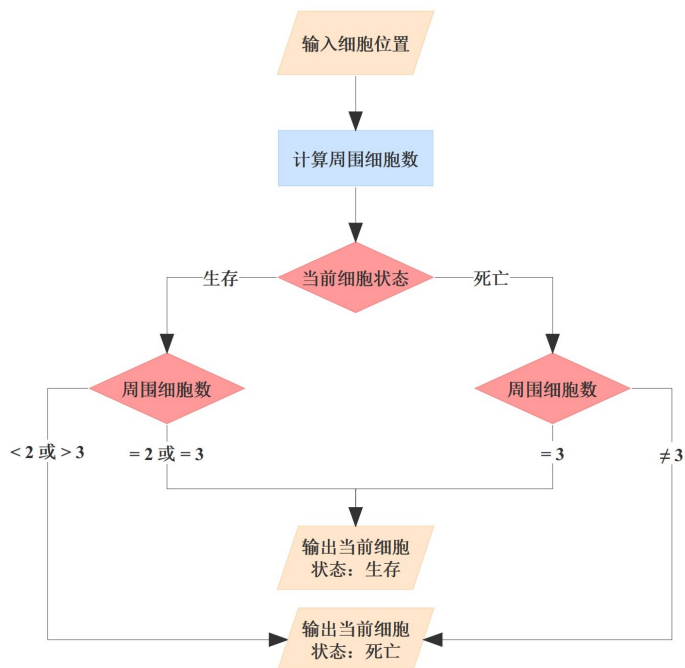 输入细胞位置
计算周围细胞数
当前细胞状态
生存
死亡
周围细胞数
周围细胞数
< 2 或 > 3
= 2 或 = 3
= 3
≠ 3
输出当前细胞
状态：生存
输出当前细胞
状态：死亡